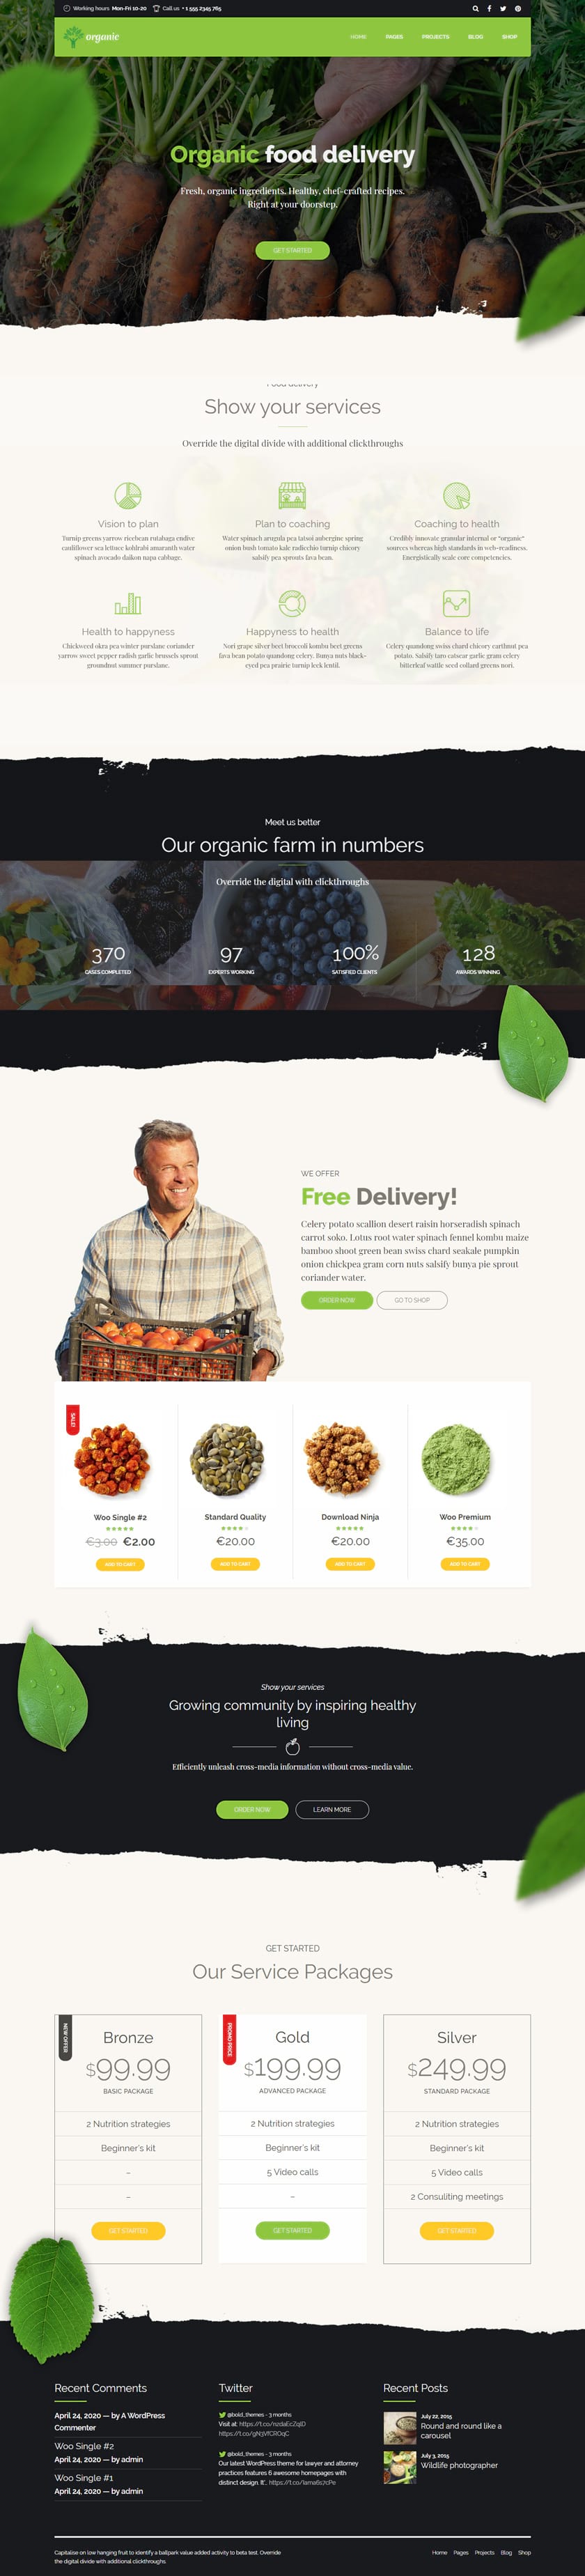 Working hours Mon-Fri 10-20 Call us + 1 555 2345 765
organic
HOME PAGES PROJECTS BLOG SHOP
Organic food delivery
Fresh, organic ingredients. Healthy, chef-crafted recipes.
Right at your doorstep.
GET STARTED
Food delivery
Show your services
Override the digital divide with additional clickthroughs
Vision to plan
Turnip greens yarrow ricebean rutabaga endive
cauliflower sea lettuce kohlrabi amaranth water
spinach avocado daikon napa cabbage.
Plan to coaching
Water spinach arugula pea tatsoi aubergine spring
onion bush tomato kale radicchio turnip chicory
salsify pea sprouts fava bean.
Coaching to health
Credibly innovate granular internal or "organic"
sources whereas high standards in web-readiness.
Energistically scale core competencies.
Health to happyness
Chickweed okra pea winter purslane coriander
yarrow sweet pepper radish garlic brussels sprout
groundnut summer purslane.
Happyness to health
Nori grape silver beet broccoli kombu beet greens
fava bean potato quandong celery. Bunya nuts black-
eyed pea prairie turnip leek lentil.
Balance to life
Celery quandong swiss chard chicory earthnut pea
potato. Salsify taro catsear garlic gram celery
bitterleaf wattle seed collard greens nori.
Meet us better
Our organic farm in numbers
Override the digital with clickthroughs
370
CASES COMPLETED
97
EXPERTS WORKING
100%
SATISFIED CLIENTS
128
AWARDS WINNING
WE OFFER
Free Delivery!
Celery potato scallion desert raisin horseradish spinach
carrot soko. Lotus root water spinach fennel kombu maize
bamboo shoot green bean swiss chard seakale pumpkin
onion chickpea gram corn nuts salsify bunya pie sprout
coriander water.
ORDER NOW GO TO SHOP
SALE!
Woo Single #2
€3.00 €2.00
ADD TO CART
Standard Quality
€20.00
ADD TO CART
Download Ninja
€20.00
ADD TO CART
Woo Premium
€35.00
ADD TO CART
Show your services
Growing community by inspiring healthy
living
Efficiently unleash cross-media information without cross-media value.
ORDER NOW LEARN MORE
GET STARTED
Our Service Packages
NEW OFFER
Bronze
$99.99
BASIC PACKAGE
2 Nutrition strategies
Beginner's kit
–
–
GET STARTED
PROMO PRICE
Gold
$199.99
ADVANCED PACKAGE
2 Nutrition strategies
Beginner's kit
5 Video calls
–
GET STARTED
Silver
$249.99
STANDARD PACKAGE
2 Nutrition strategies
Beginner's kit
5 Video calls
2 Consuliting meetings
GET STARTED
Recent Comments
April 24, 2020 — by A WordPress
Commenter
Woo Single #2
April 24, 2020 — by admin
Woo Single #1
April 24, 2020 — by admin
Twitter
@bold_themes - 3 months
Visit at:
@bold_themes - 3 months
Our latest WordPress theme for lawyer and attorney
practices features 6 awesome homepages with
distinct design. It'…
Recent Posts
July 22, 2015
Round and round like a
carousel
July 3, 2015
Wildlife photographer
Capitalise on low hanging fruit to identify a ballpark value added activity to beta test. Override
the digital divide with additional clickthroughs.
Home Pages Projects Blog Shop